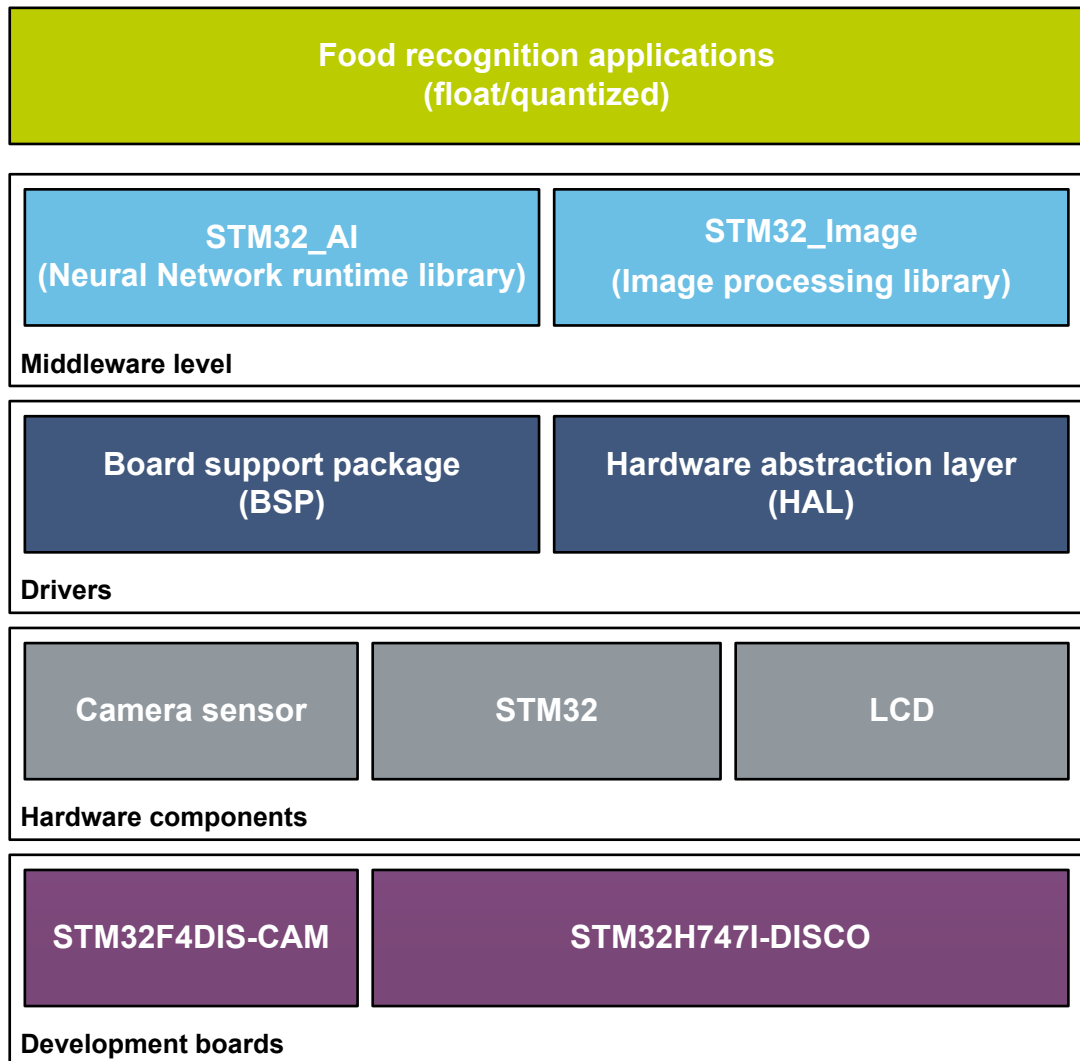 Food recognition applications
(float/quantized)
STM32_AI
(Neural Network runtime library)
STM32_Image
(Image processing library)
Middleware level
Board support package
(BSP)
Hardware abstraction layer
(HAL)
Drivers
Camera sensor
STM32
LCD
Hardware components
STM32F4DIS-CAM
STM32H747I-DISCO
Development boards